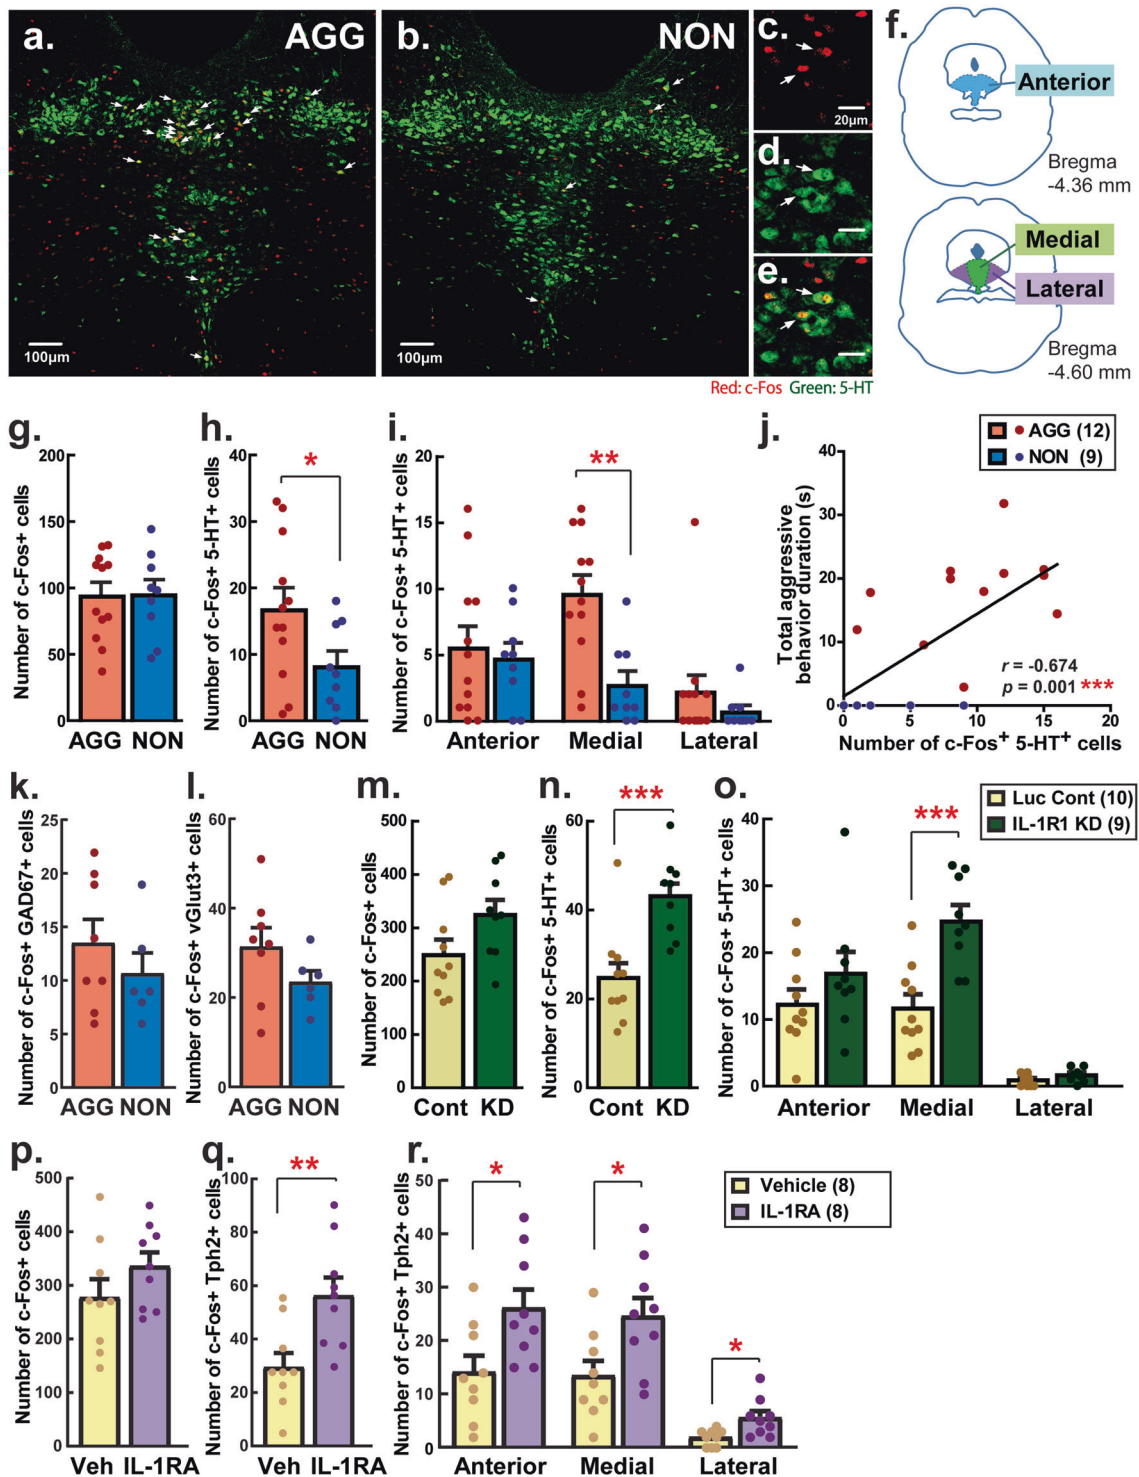 a. AGG
b. NON
c.
20µm
d.
e.
100µm
100µm
Red: c-Fos Green: 5-HT
f.
Anterior
Bregma
-4.36 mm
Medial
Lateral
Bregma
-4.60 mm
g.
Number of c-Fos+ cells
200
150
100
50
0
AGG NON
h.
Number of c-Fos+ 5-HT+ cells
40
30
20
10
0
*
AGG NON
i.
Number of c-Fos+ 5-HT+ cells
20
15
10
5
0
**
Anterior Medial Lateral
j.
AGG (12)
NON (9)
Total aggressive
behavior duration (s)
40
30
20
10
0
r = -0.674
p = 0.001 ***
0 5 10 15 20
Number of c-Fos+ 5-HT+ cells
k.
Number of c-Fos+ GAD67+ cells
25
20
15
10
5
0
AGG NON
l.
Number of c-Fos+ vGlut3+ cells
60
40
20
0
AGG NON
m.
Number of c-Fos+ cells
500
400
300
200
100
0
Cont KD
n.
Number of c-Fos+ 5-HT+ cells
60
40
20
0
***
Cont KD
o.
Luc Cont (10)
IL-1R1 KD (9)
Number of c-Fos+ 5-HT+ cells
40
30
20
10
0
***
Anterior Medial Lateral
p.
Number of c-Fos+ cells
500
400
300
200
100
0
Veh IL-1RA
q.
Number of c-Fos+ Tph2+ cells
100
80
60
40
20
0
**
Veh IL-1RA
r.
Vehicle (8)
IL-1RA (8)
Number of c-Fos+ Tph2+ cells
50
40
30
20
10
0
*
*
*
Anterior Medial Lateral